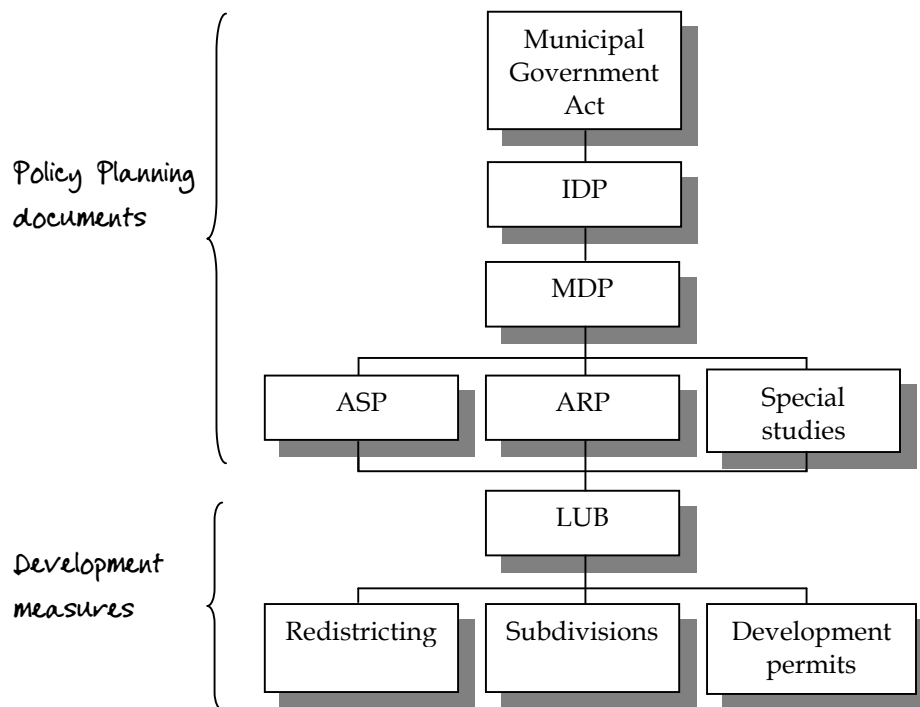 Municipal
Government
Act
Policy Planning
documents
IDP
MDP
ASP
ARP
Special
studies
LUB
Development
measures
Redistricting
Subdivisions
Development
permits